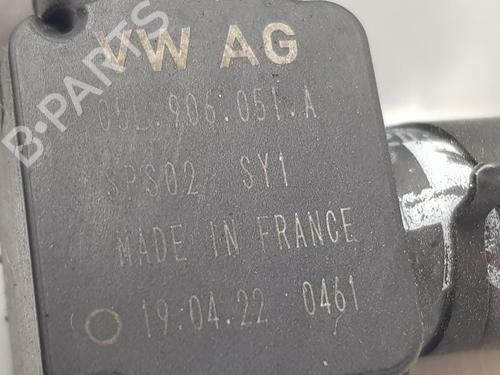 VW AG
05L.906.051.A
SPS02 SY1
MADE IN FRANCE
19.04.22 0461
B-PARTS